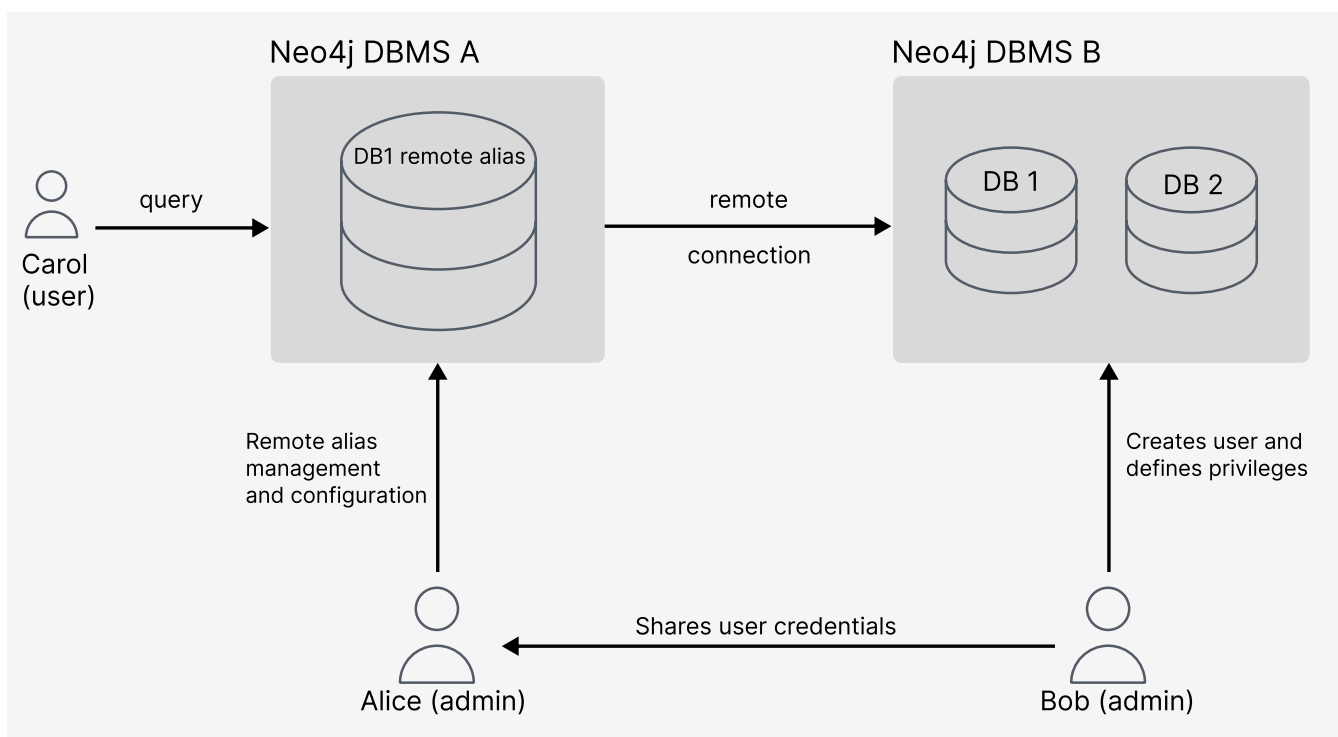 Neo4j DBMS A
Neo4j DBMS B
DB1 remote alias
DB 1
DB 2
query
remote
connection
Carol
(user)
Remote alias
management
and configuration
Creates user and
defines privileges
Shares user credentials
Alice (admin)
Bob (admin)